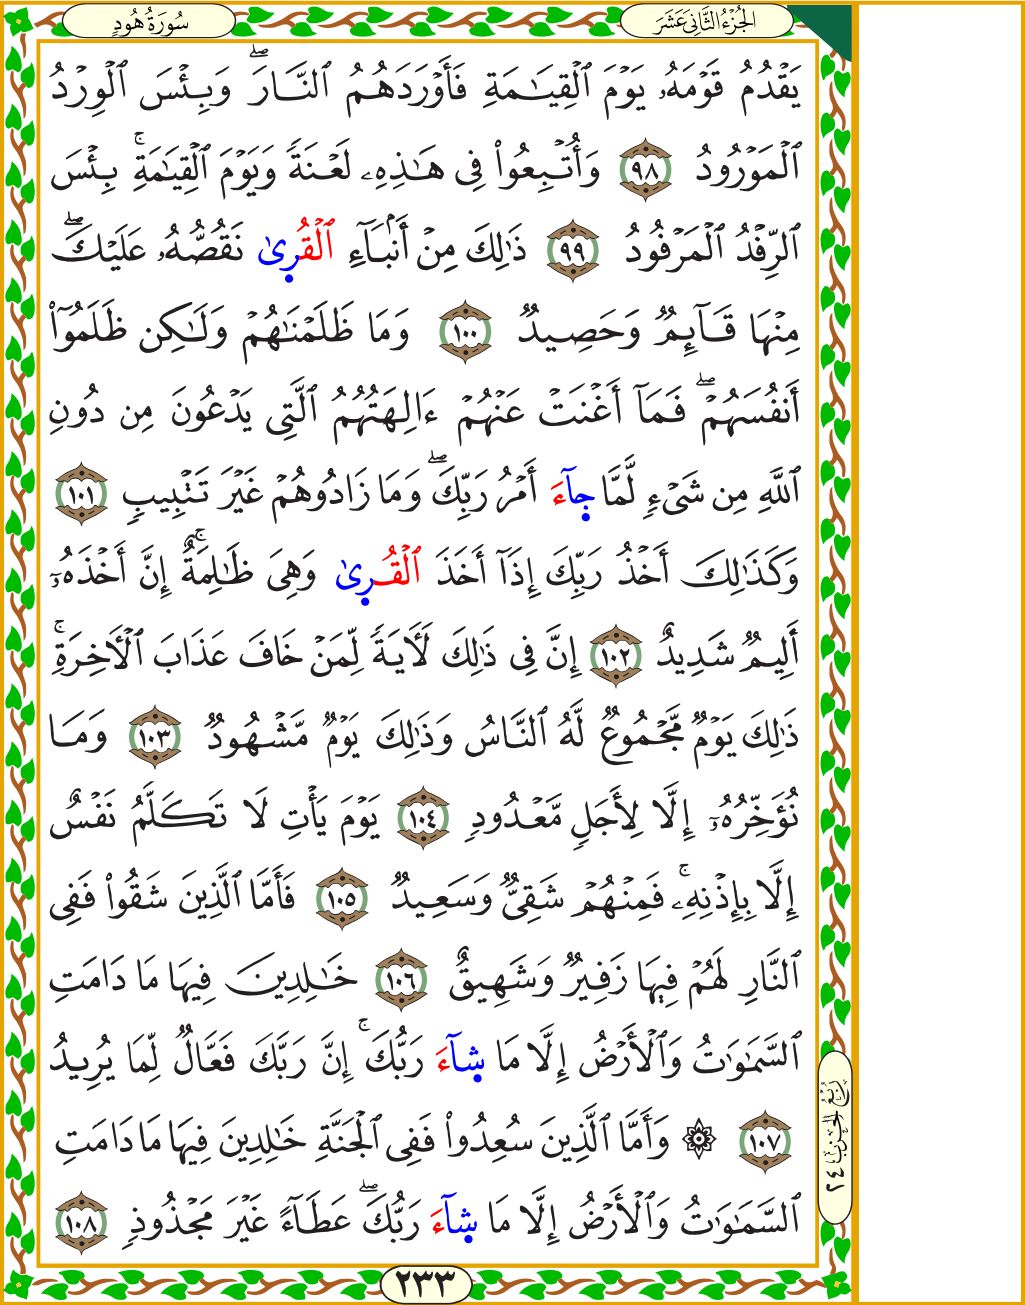 الجُزْءُ الثَّانِي عَشَرَ
سُورَةُ هُودٍ
يَقْدُمُ قَوْمَهُۥ يَوْمَ ٱلْقِيَٰمَةِ فَأَوْرَدَهُمُ ٱلنَّارَۖ وَبِئْسَ ٱلْوِرْدُ
ٱلْمَوْرُودُ ٩٨ وَأُتْبِعُوا۟ فِى هَٰذِهِۦ لَعْنَةً وَيَوْمَ ٱلْقِيَٰمَةِۚ بِئْسَ
ٱلرِّفْدُ ٱلْمَرْفُودُ ٩٩ ذَٰلِكَ مِنْ أَنۢبَآءِ ٱلْقُرِىٰ نَقُصُّهُۥ عَلَيْكَۖ
مِنْهَا قَآئِمٌ وَحَصِيدٌ ١٠٠ وَمَا ظَلَمْنَٰهُمْ وَلَٰكِن ظَلَمُوٓا۟
أَنفُسَهُمْۖ فَمَآ أَغْنَتْ عَنْهُمْ ءَالِهَتُهُمُ ٱلَّتِى يَدْعُونَ مِن دُونِ
ٱللَّهِ مِن شَىْءٍ لَّمَّا جِآءَ أَمْرُ رَبِّكَۖ وَمَا زَادُوهُمْ غَيْرَ تَتْبِيبٍ ١٠١
وَكَذَٰلِكَ أَخْذُ رَبِّكَ إِذَآ أَخَذَ ٱلْقُرِىٰ وَهِىَ ظَٰلِمَةٌۚ إِنَّ أَخْذَهُۥٓ
أَلِيمٌ شَدِيدٌ ١٠٢ إِنَّ فِى ذَٰلِكَ لَءَايَةً لِّمَنْ خَافَ عَذَابَ ٱلْءَاخِرَةِۚ
ذَٰلِكَ يَوْمٌ مَّجْمُوعٌ لَّهُ ٱلنَّاسُ وَذَٰلِكَ يَوْمٌ مَّشْهُودٌ ١٠٣ وَمَا
نُؤَخِّرُهُۥٓ إِلَّا لِأَجَلٍ مَّعْدُودٍ ١٠٤ يَوْمَ يَأْتِ لَا تَكَلَّمُ نَفْسٌ
إِلَّا بِإِذْنِهِۦۚ فَمِنْهُمْ شَقِىٌّ وَسَعِيدٌ ١٠٥ فَأَمَّا ٱلَّذِينَ شَقُوا۟ فَفِى
ٱلنَّارِ لَهُمْ فِيهَا زَفِيرٌ وَشَهِيقٌ ١٠٦ خَٰلِدِينَ فِيهَا مَا دَامَتِ
ٱلسَّمَٰوَٰتُ وَٱلْأَرْضُ إِلَّا مَا شِآءَ رَبُّكَۚ إِنَّ رَبَّكَ فَعَّالٌ لِّمَا يُرِيدُ
١٠٧ ۞ وَأَمَّا ٱلَّذِينَ سُعِدُوا۟ فَفِى ٱلْجَنَّةِ خَٰلِدِينَ فِيهَا مَا دَامَتِ
ٱلسَّمَٰوَٰتُ وَٱلْأَرْضُ إِلَّا مَا شِآءَ رَبُّكَۖ عَطَآءً غَيْرَ مَجْذُوذٍ ١٠٨
رُبْعُ الحِزْب ٢٤
٢٣٣